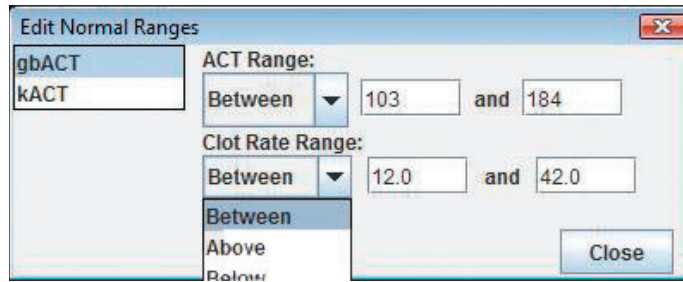 Edit Normal Ranges
gbACT
kACT
ACT Range:
Between 103 and 184
Clot Rate Range:
Between 12.0 and 42.0
Between
Above
Below
Close